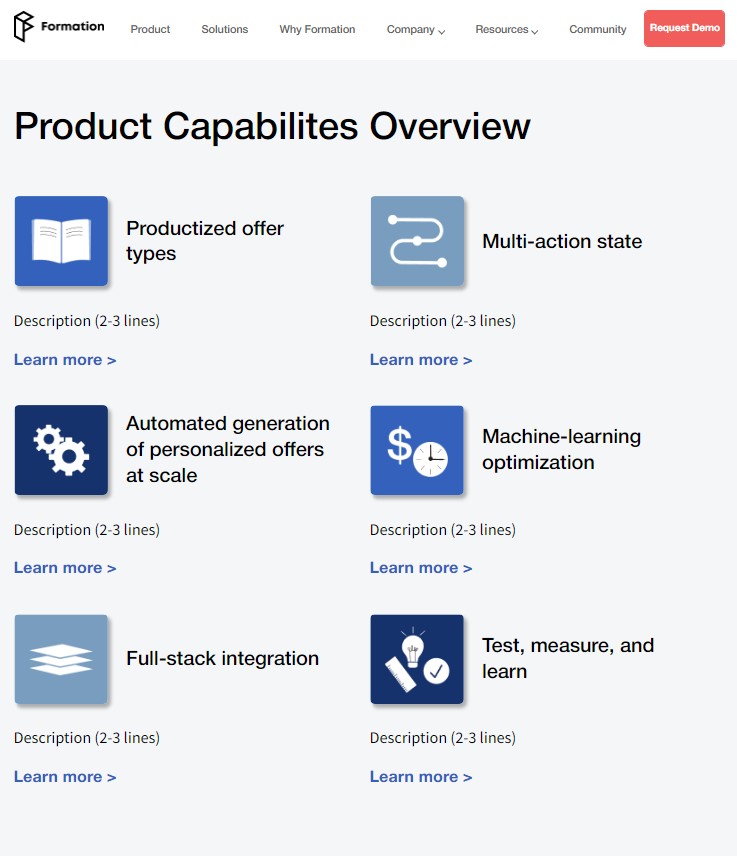 Formation
Product
Solutions
Why Formation
Company
Resources
Community
Request Demo
Product Capabilites Overview
Productized offer
types
Description (2-3 lines)
Learn more >
Multi-action state
Description (2-3 lines)
Learn more >
Automated generation
of personalized offers
at scale
Description (2-3 lines)
Learn more >
$
Machine-learning
optimization
Description (2-3 lines)
Learn more >
Full-stack integration
Description (2-3 lines)
Learn more >
Test, measure, and
learn
Description (2-3 lines)
Learn more >